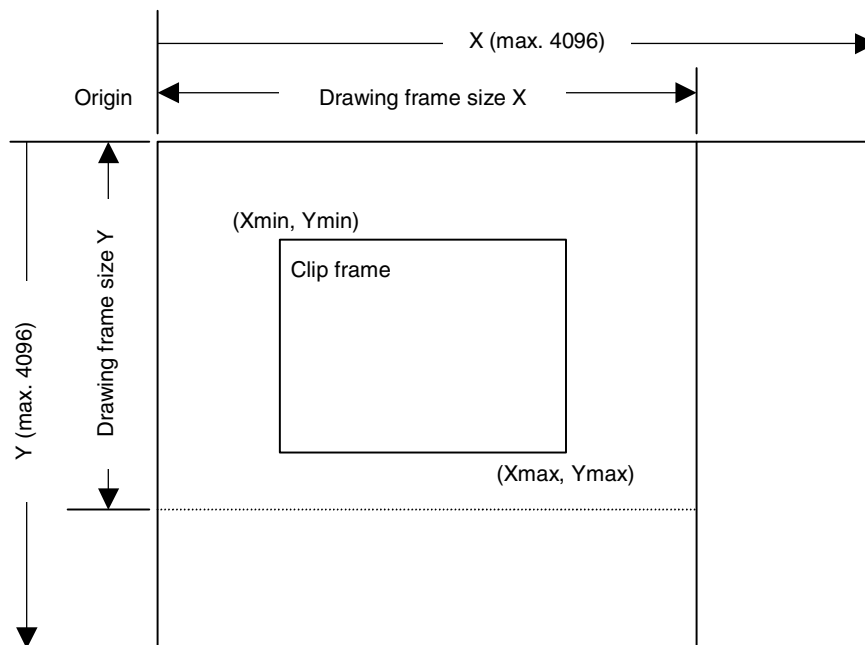 X (max. 4096)
Origin
Drawing frame size X
(Xmin, Ymin)
Clip frame
Drawing frame size Y
Y (max. 4096)
(Xmax, Ymax)